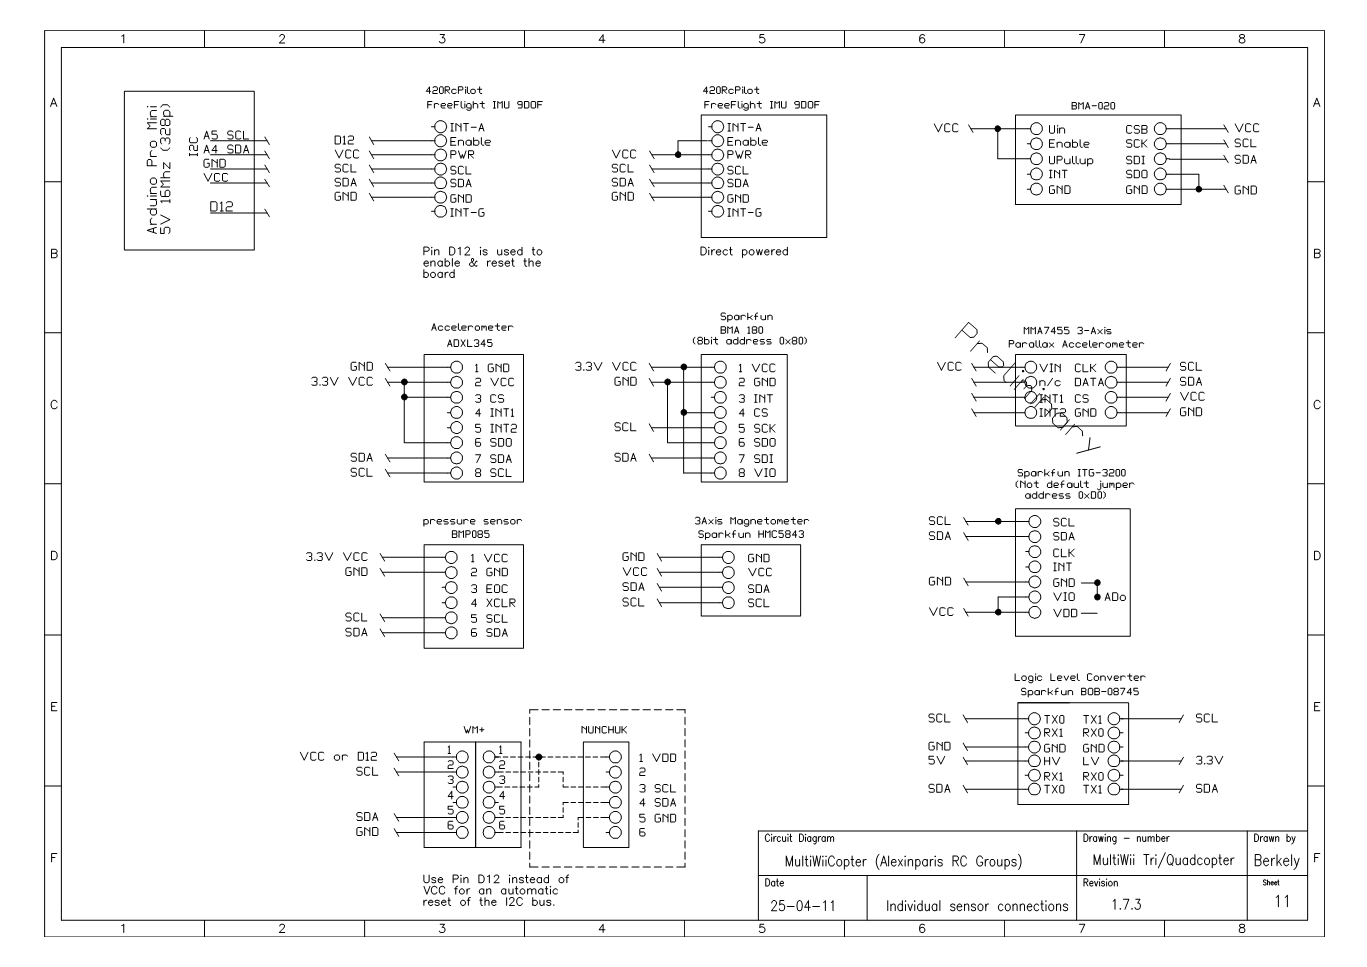 1 2 3 4 5 6 7 8
A
B
C
D
E
F
Arduino Pro Mini
5V 16Mhz (328p)
I2C
A5 SCL
A4 SDA
GND
VCC
D12
420RcPilot
FreeFlight IMU 9DOF
INT-A
D12 Enable
VCC PWR
SCL SCL
SDA SDA
GND GND
INT-G
Pin D12 is used to
enable & reset the
board
420RcPilot
FreeFlight IMU 9DOF
INT-A
Enable
VCC PWR
SCL SCL
SDA SDA
GND GND
INT-G
Direct powered
BMA-020
VCC Uin CSB VCC
Enable SCK SCL
UPullup SDI SDA
INT SDO
GND GND GND
Accelerometer
ADXL345
GND 1 GND
3.3V VCC 2 VCC
3 CS
4 INT1
5 INT2
6 SDO
SDA 7 SDA
SCL 8 SCL
Sparkfun
BMA 180
(8bit address 0x80)
3.3V VCC 1 VCC
GND 2 GND
3 INT
4 CS
SCL 5 SCK
6 SDO
SDA 7 SDI
8 VIO
MMA7455 3-Axis
Parallax Accelerometer
VCC VIN CLK SCL
n/c DATA SDA
INT1 CS VCC
INT2 GND GND
Preliminary
pressure sensor
BMP085
3.3V VCC 1 VCC
GND 2 GND
3 EOC
4 XCLR
SCL 5 SCL
SDA 6 SDA
3Axis Magnetometer
Sparkfun HMC5843
GND GND
VCC VCC
SDA SDA
SCL SCL
Sparkfun ITG-3200
(Not default jumper
address 0xD0)
SCL SCL
SDA SDA
CLK
INT
GND GND
VIO ADo
VCC VDD
WM+
VCC or D12 1 1
SCL 2 2
3 3
4 4
SDA 5 5
GND 6 6
NUNCHUK
1 VDD
2
3 SCL
4 SDA
5 GND
6
Use Pin D12 instead of
VCC for an automatic
reset of the I2C bus.
Logic Level Converter
Sparkfun BOB-08745
SCL TXO TX1 SCL
RX1 RXO
GND GND GND
5V HV LV 3.3V
RX1 RXO
SDA TXO TX1 SDA
Circuit Diagram
MultiWiiCopter (Alexinparis RC Groups)
Drawing - number
MultiWii Tri/Quadcopter
Drawn by
Berkely
Date
25-04-11
Individual sensor connections
Revision
1.7.3
Sheet
11
A
B
C
D
E
F
1 2 3 4 5 6 7 8